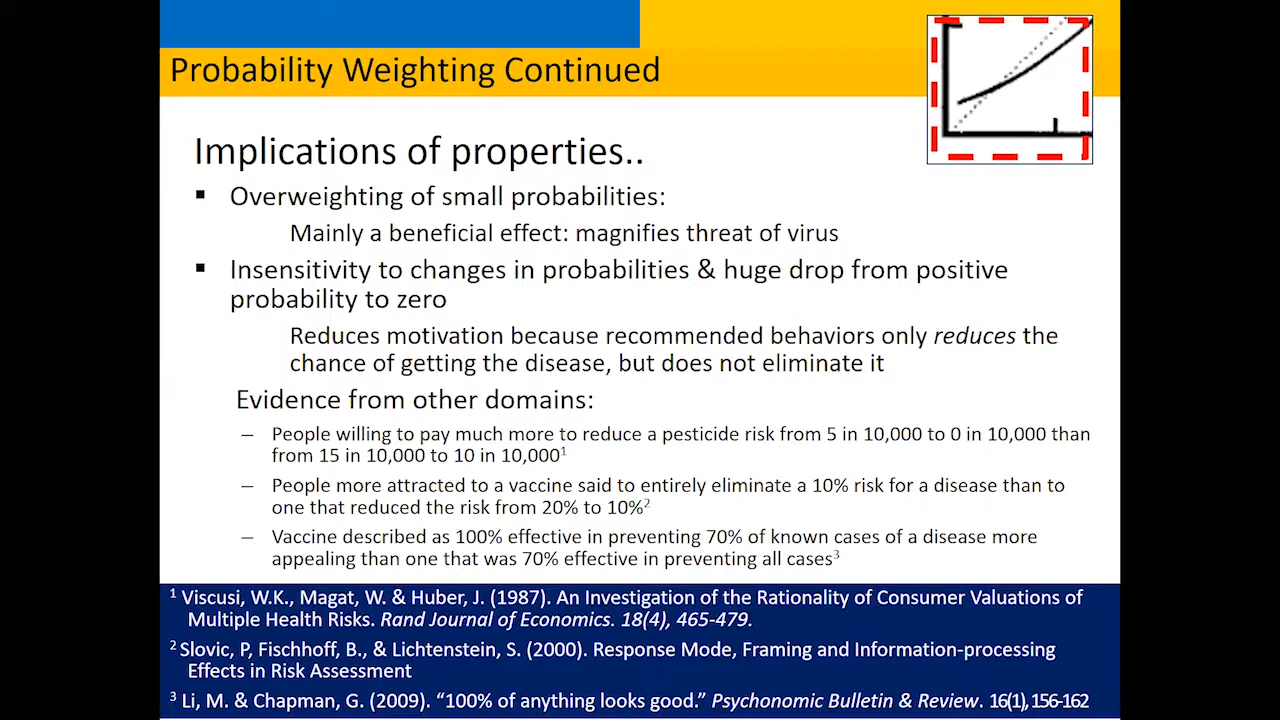 Probability Weighting Continued
Implications of properties..
▪ Overweighting of small probabilities:
Mainly a beneficial effect: magnifies threat of virus
▪ Insensitivity to changes in probabilities & huge drop from positive
probability to zero
Reduces motivation because recommended behaviors only reduces the
chance of getting the disease, but does not eliminate it
Evidence from other domains:
– People willing to pay much more to reduce a pesticide risk from 5 in 10,000 to 0 in 10,000 than
from 15 in 10,000 to 10 in 10,000¹
– People more attracted to a vaccine said to entirely eliminate a 10% risk for a disease than to
one that reduced the risk from 20% to 10%²
– Vaccine described as 100% effective in preventing 70% of known cases of a disease more
appealing than one that was 70% effective in preventing all cases³
¹ Viscusi, W.K., Magat, W. & Huber, J. (1987). An Investigation of the Rationality of Consumer Valuations of
Multiple Health Risks. Rand Journal of Economics. 18(4), 465-479.
² Slovic, P, Fischhoff, B., & Lichtenstein, S. (2000). Response Mode, Framing and Information-processing
Effects in Risk Assessment
³ Li, M. & Chapman, G. (2009). “100% of anything looks good.” Psychonomic Bulletin & Review. 16(1), 156-162